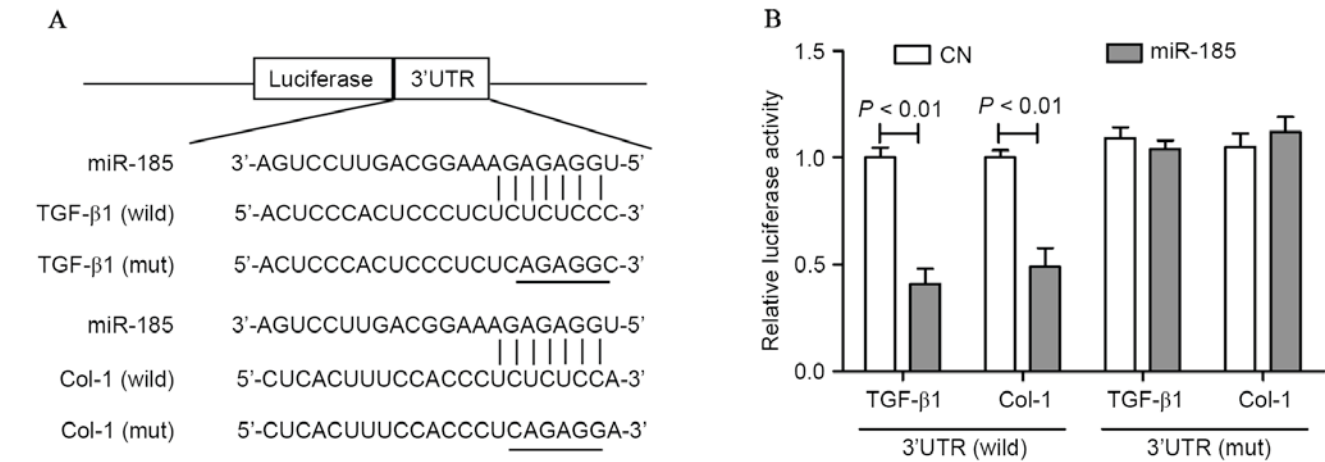 A
Luciferase 3’UTR
miR-185 3’-AGUCCUUGACGGAAAGAGAGGU-5’
TGF-β1 (wild) 5’-ACUCCCACUCCCUCUCUCUCCC-3’
TGF-β1 (mut) 5’-ACUCCCACUCCCUCUCAGAGGC-3’
miR-185 3’-AGUCCUUGACGGAAAGAGAGGU-5’
Col-1 (wild) 5’-CUCACUUUCCACCCUCUCUCCA-3’
Col-1 (mut) 5’-CUCACUUUCCACCCUCAGAGGA-3’
B
CN miR-185
P < 0.01 P < 0.01
Relative luciferase activity
1.5
1.0
0.5
0.0
TGF-β1 Col-1 TGF-β1 Col-1
3’UTR (wild) 3’UTR (mut)